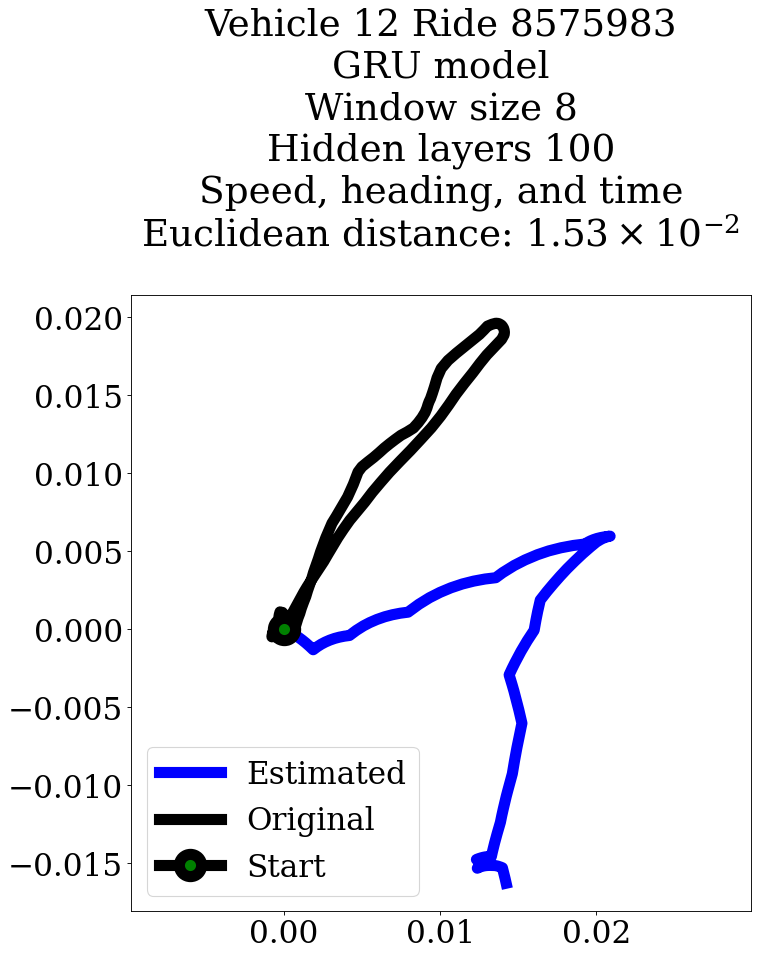 Vehicle 12 Ride 8575983
GRU model
Window size 8
Hidden layers 100
Speed, heading, and time
Euclidean distance: 1.53 × 10⁻²
0.020
0.015
0.010
0.005
0.000
−0.005
−0.010
−0.015
Estimated
Original
Start
0.00 0.01 0.02